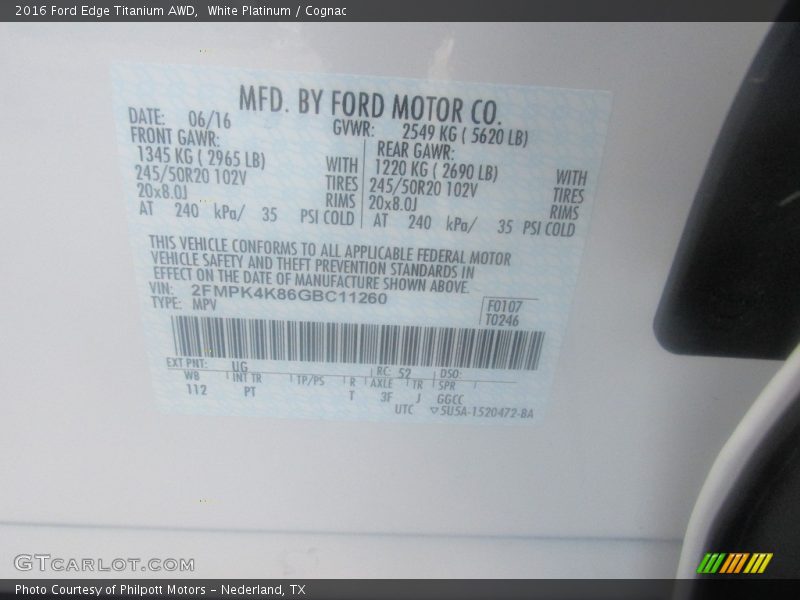 2016 Ford Edge Titanium AWD, White Platinum / Cognac
MFD. BY FORD MOTOR CO.
DATE: 06/16 GVWR: 2549 KG ( 5620 LB)
FRONT GAWR: REAR GAWR:
1345 KG ( 2965 LB) WITH 1220 KG ( 2690 LB) WITH
245/50R20 102V TIRES 245/50R20 102V TIRES
20x8.0J RIMS 20x8.0J RIMS
AT 240 kPa/ 35 PSI COLD AT 240 kPa/ 35 PSI COLD
THIS VEHICLE CONFORMS TO ALL APPLICABLE FEDERAL MOTOR
VEHICLE SAFETY AND THEFT PREVENTION STANDARDS IN
EFFECT ON THE DATE OF MANUFACTURE SHOWN ABOVE.
VIN: 2FMPK4K86GBC11260
TYPE: MPV
F0107
T0246
EXT PNT: UG RC: 52 DSO:
WB INT TR TP/PS R AXLE TR SPR
112 PT T 3F J GGCC
UTC ▽5U5A-1520472-BA
GTCARLOT.COM
Photo Courtesy of Philpott Motors - Nederland, TX